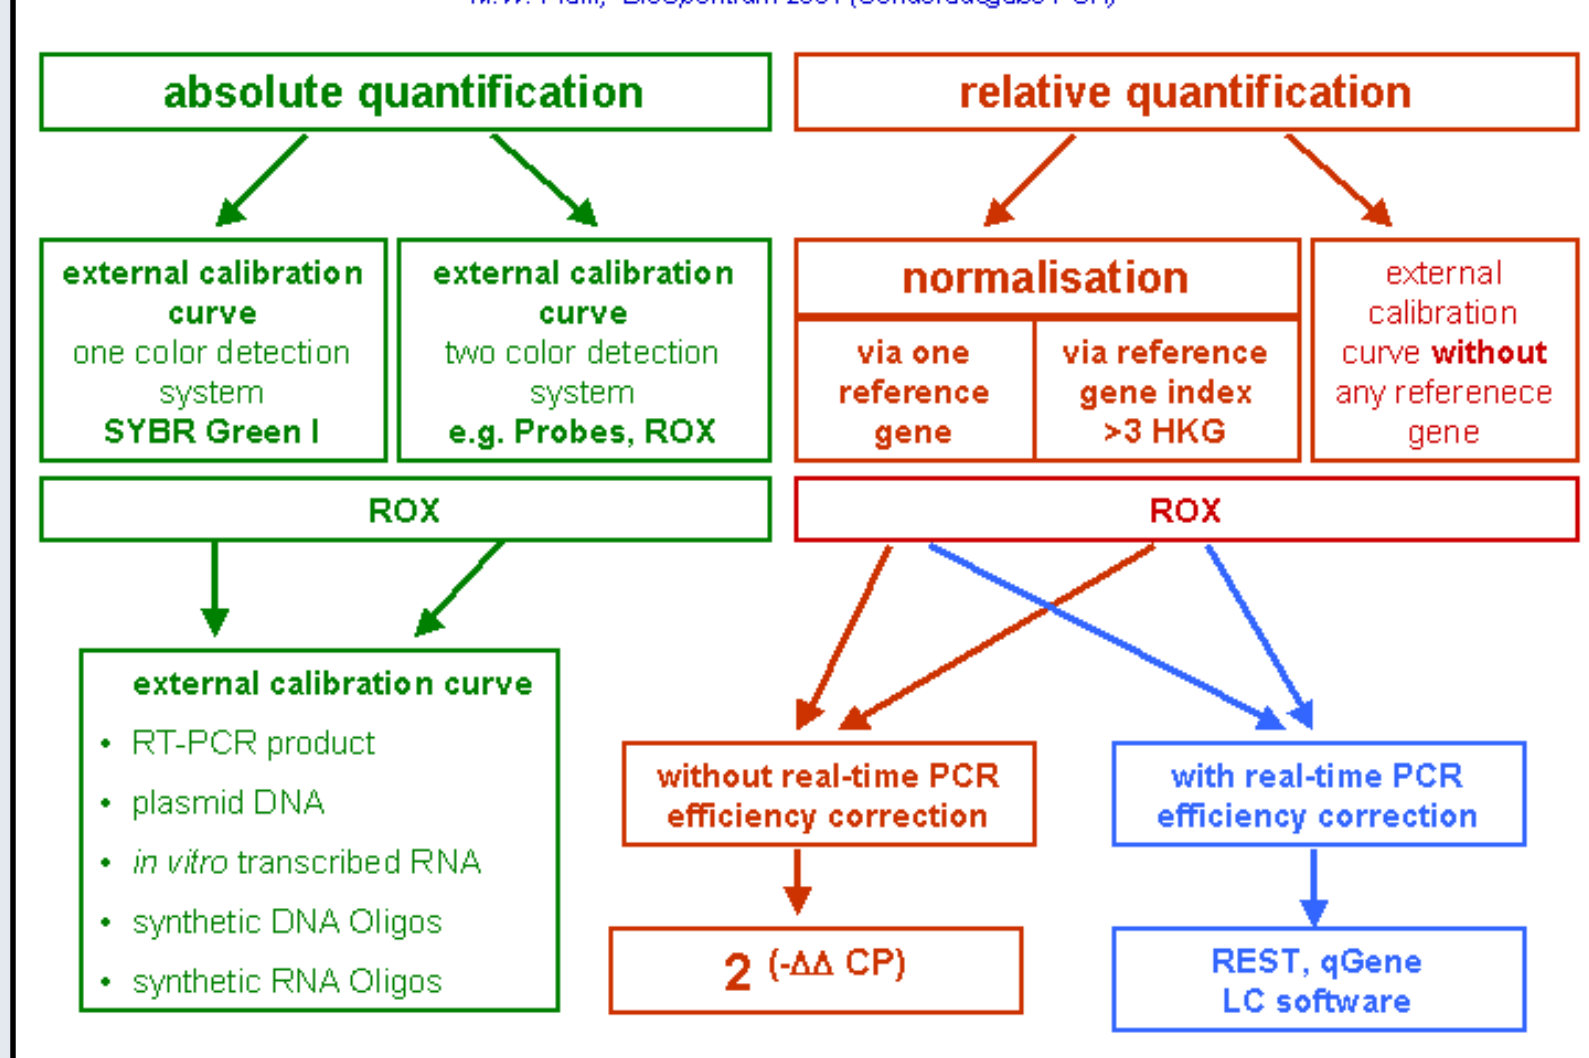 absolute quantification
relative quantification
external calibration
curve
one color detection
system
SYBR Green I
external calibration
curve
two color detection
system
e.g. Probes, ROX
normalisation
via one
reference
gene
via reference
gene index
>3 HKG
external
calibration
curve without
any referenece
gene
ROX
ROX
external calibration curve
• RT-PCR product
• plasmid DNA
• in vitro transcribed RNA
• synthetic DNA Oligos
• synthetic RNA Oligos
without real-time PCR
efficiency correction
with real-time PCR
efficiency correction
2 (-ΔΔ CP)
REST, qGene
LC software